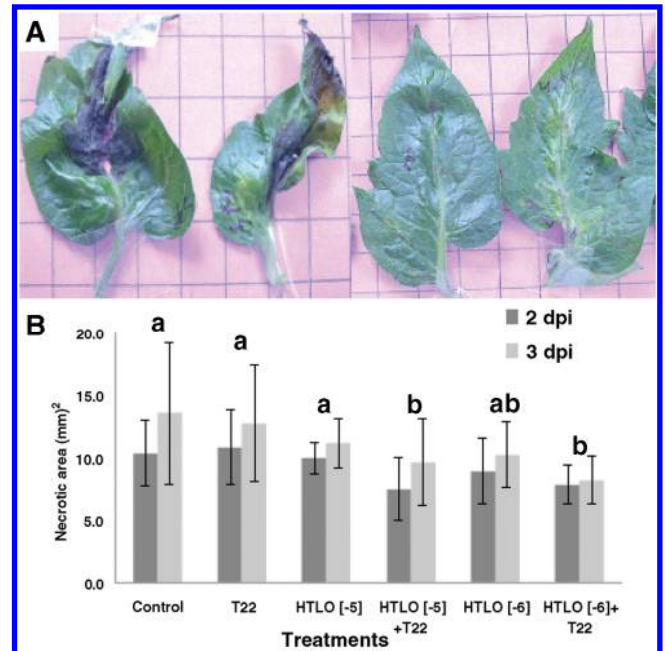 A
B
2 dpi
3 dpi
Necrotic area (mm)²
20.0
15.0
10.0
5.0
0.0
a
a
a
b
ab
b
Control
T22
HTLO [-5]
HTLO [-5]
+T22
HTLO [-6]
HTLO [-6]+
T22
Treatments